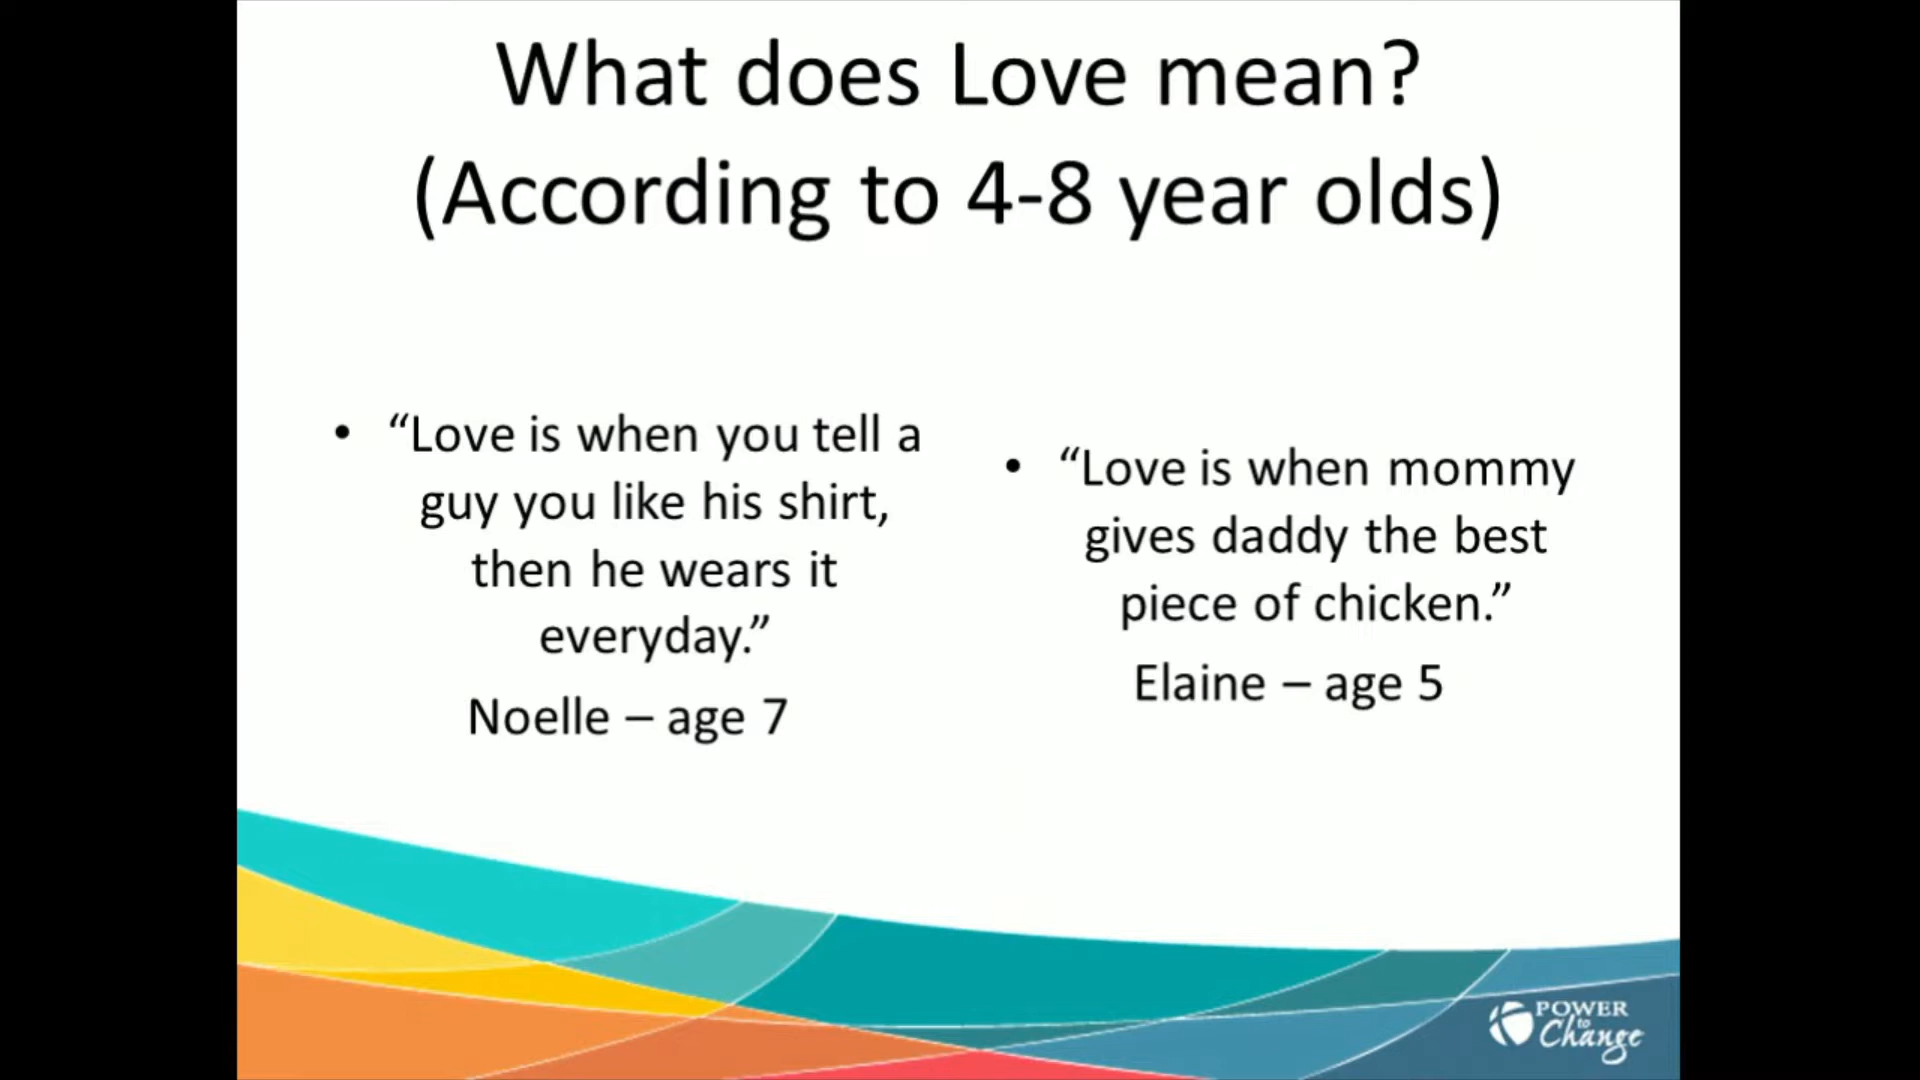 What does Love mean?
(According to 4-8 year olds)
• “Love is when you tell a
guy you like his shirt,
then he wears it
everyday.”
Noelle – age 7
• “Love is when mommy
gives daddy the best
piece of chicken.”
Elaine – age 5
POWER
to
Change